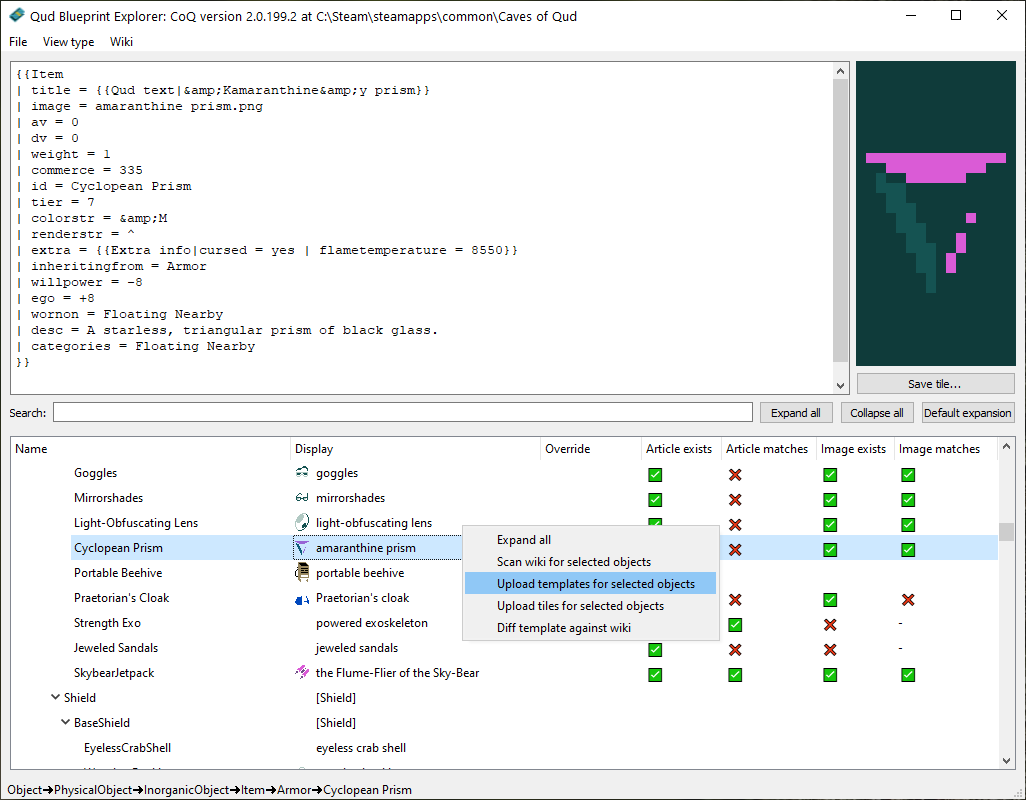 Qud Blueprint Explorer: CoQ version 2.0.199.2 at C:\Steam\steamapps\common\Caves of Qud
File View type Wiki
{{Item
| title = {{Qud text|&amp;Kamaranthine&amp;y prism}}
| image = amaranthine prism.png
| av = 0
| dv = 0
| weight = 1
| commerce = 335
| id = Cyclopean Prism
| tier = 7
| colorstr = &amp;M
| renderstr = ^
| extra = {{Extra info|cursed = yes | flametemperature = 8550}}
| inheritingfrom = Armor
| willpower = -8
| ego = +8
| wornon = Floating Nearby
| desc = A starless, triangular prism of black glass.
| categories = Floating Nearby
}}
Save tile...
Search: Expand all Collapse all Default expansion
Name Display Override Article exists Article matches Image exists Image matches
Goggles goggles
Mirrorshades mirrorshades
Light-Obfuscating Lens light-obfuscating lens
Cyclopean Prism amaranthine prism
Portable Beehive portable beehive
Praetorian's Cloak Praetorian's cloak
Strength Exo powered exoskeleton -
Jeweled Sandals jeweled sandals -
SkybearJetpack the Flume-Flier of the Sky-Bear
Shield [Shield]
BaseShield [Shield]
EyelessCrabShell eyeless crab shell
Expand all
Scan wiki for selected objects
Upload templates for selected objects
Upload tiles for selected objects
Diff template against wiki
Object➔PhysicalObject➔InorganicObject➔Item➔Armor➔Cyclopean Prism